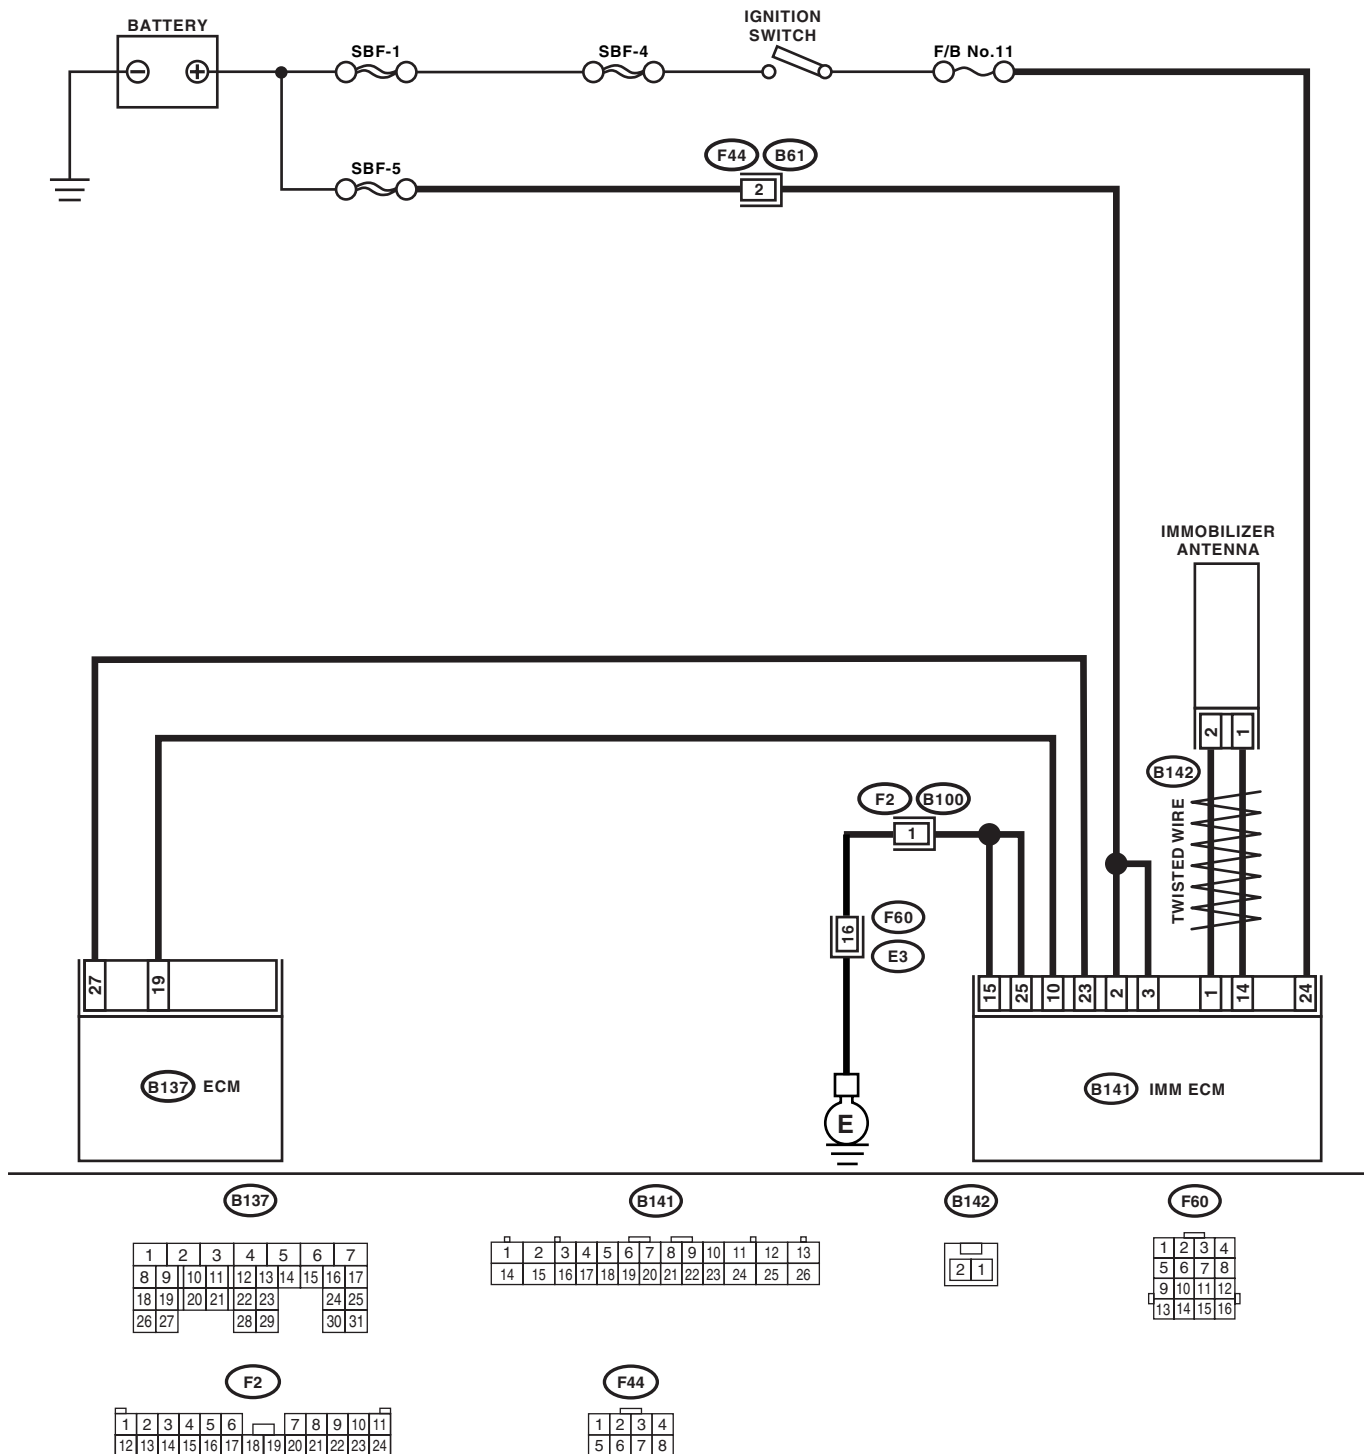 BATTERY
IGNITION
SWITCH
SBF-1
SBF-4
F/B No.11
− +
F44 B61
SBF-5
2
IMMOBILIZER
ANTENNA
2 1
B142
TWISTED WIRE
F2 B100
1
16
F60
E3
27 19
15 25 10 23 2 3 1 14 24
B137 ECM
E
B141 IMM ECM
B137
B141
B142
F60
1 2 3 4 5 6 7
8 9 10 11 12 13 14 15 16 17
18 19 20 21 22 23 24 25
26 27 28 29 30 31
1 2 3 4 5 6 7 8 9 10 11 12 13
14 15 16 17 18 19 20 21 22 23 24 25 26
2 1
1 2 3 4
5 6 7 8
9 10 11 12
13 14 15 16
F2
F44
1 2 3 4 5 6 7 8 9 10 11
12 13 14 15 16 17 18 19 20 21 22 23 24
1 2 3 4
5 6 7 8